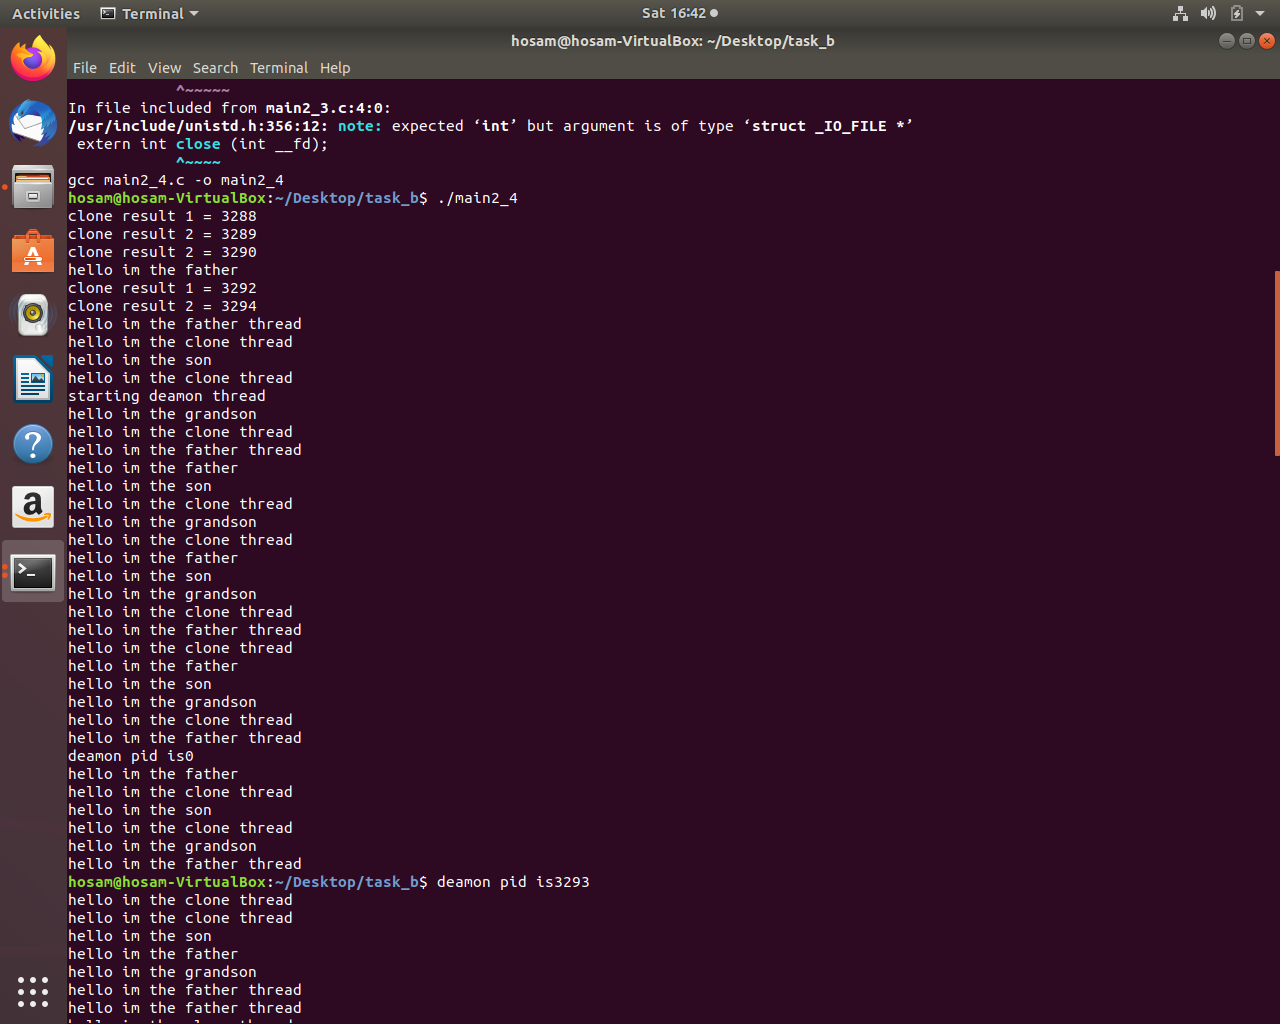 Activities Terminal Sat 16:42
hosam@hosam-VirtualBox: ~/Desktop/task_b
File Edit View Search Terminal Help
^~~~~~
In file included from main2_3.c:4:0:
/usr/include/unistd.h:356:12: note: expected ‘int’ but argument is of type ‘struct _IO_FILE *’
extern int close (int __fd);
^~~~~
gcc main2_4.c -o main2_4
hosam@hosam-VirtualBox:~/Desktop/task_b$ ./main2_4
clone result 1 = 3288
clone result 2 = 3289
clone result 2 = 3290
hello im the father
clone result 1 = 3292
clone result 2 = 3294
hello im the father thread
hello im the clone thread
hello im the son
hello im the clone thread
starting deamon thread
hello im the grandson
hello im the clone thread
hello im the father thread
hello im the father
hello im the son
hello im the clone thread
hello im the grandson
hello im the clone thread
hello im the father
hello im the son
hello im the grandson
hello im the clone thread
hello im the father thread
hello im the clone thread
hello im the father
hello im the son
hello im the grandson
hello im the clone thread
hello im the father thread
deamon pid is0
hello im the father
hello im the clone thread
hello im the son
hello im the clone thread
hello im the grandson
hello im the father thread
hosam@hosam-VirtualBox:~/Desktop/task_b$ deamon pid is3293
hello im the clone thread
hello im the clone thread
hello im the son
hello im the father
hello im the grandson
hello im the father thread
hello im the father thread